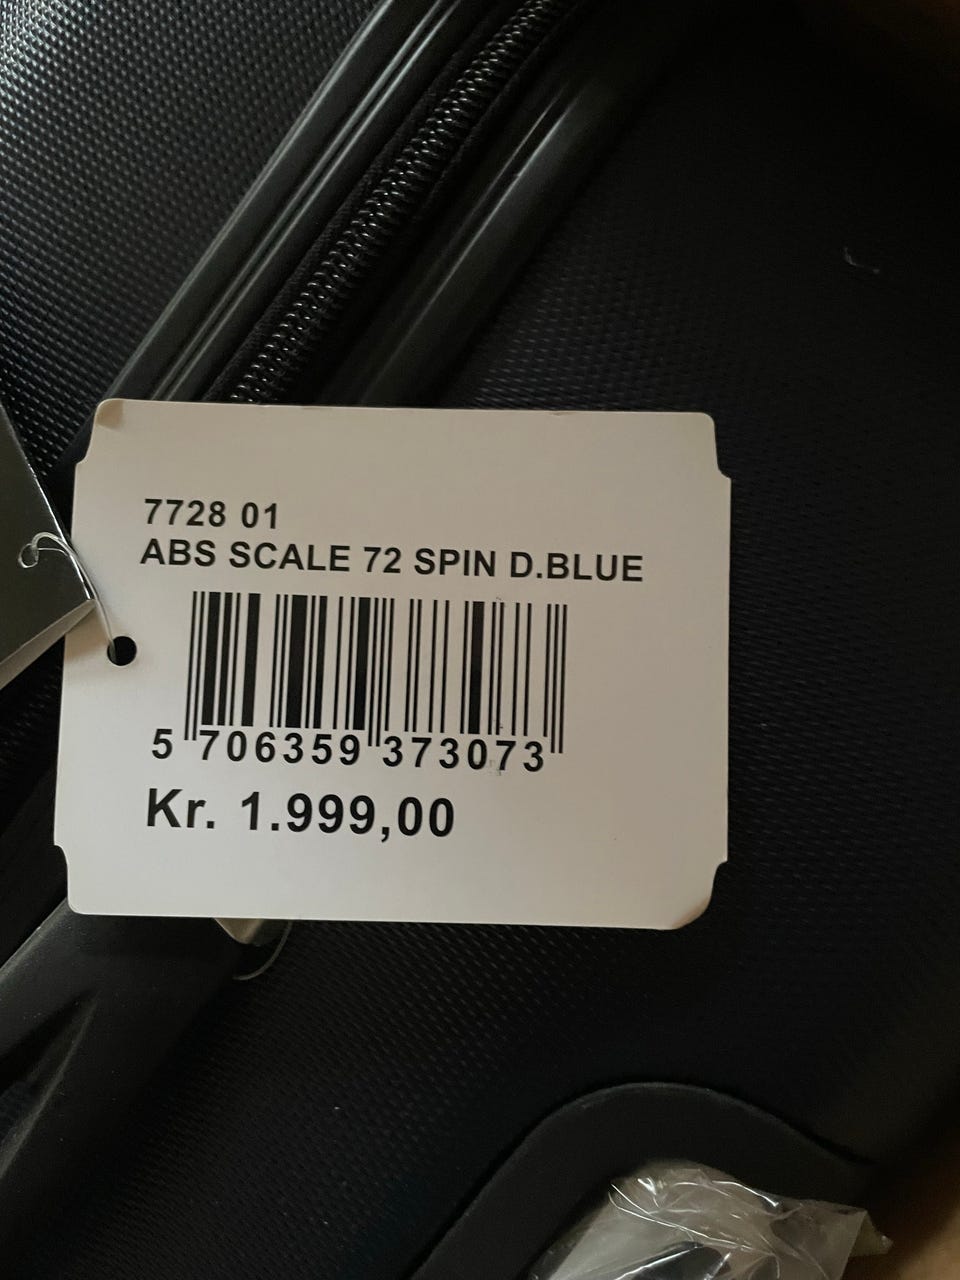 7728 01
ABS SCALE 72 SPIN D.BLUE
5 706359 373073
Kr. 1.999,00